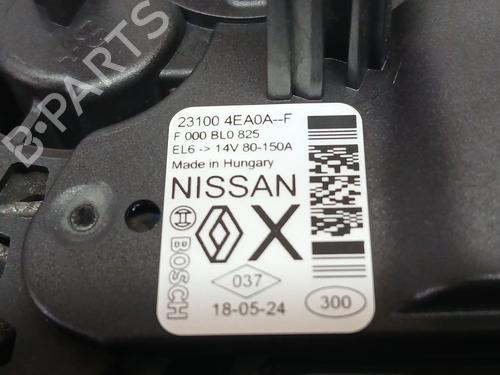 B-PARTS
23100 4EA0A--F
F 000 BL0 825
EL6 -> 14V 80-150A
Made in Hungary
NISSAN
BOSCH
X
037
18-05-24
300